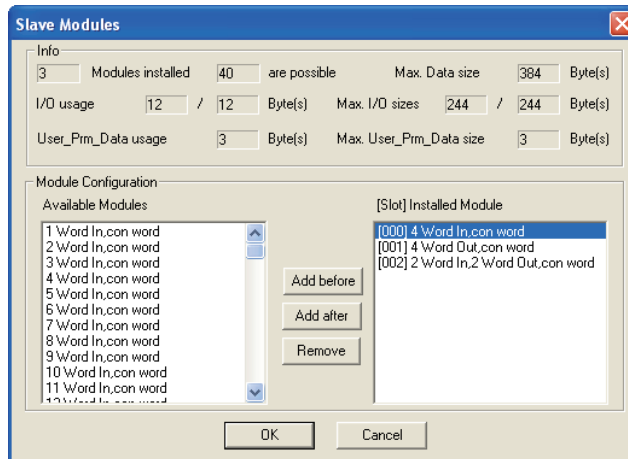 Slave Modules
Info
3 Modules installed 40 are possible Max. Data size 384 Byte(s)
I/O usage 12 / 12 Byte(s) Max. I/O sizes 244 / 244 Byte(s)
User_Prm_Data usage 3 Byte(s) Max. User_Prm_Data size 3 Byte(s)
Module Configuration
Available Modules
1 Word In,con word
2 Word In,con word
3 Word In,con word
4 Word In,con word
5 Word In,con word
6 Word In,con word
7 Word In,con word
8 Word In,con word
9 Word In,con word
10 Word In,con word
11 Word In,con word
12 Word In,con word
Add before
Add after
Remove
[Slot] Installed Module
[000] 4 Word In,con word
[001] 4 Word Out,con word
[002] 2 Word In,2 Word Out,con word
OK Cancel